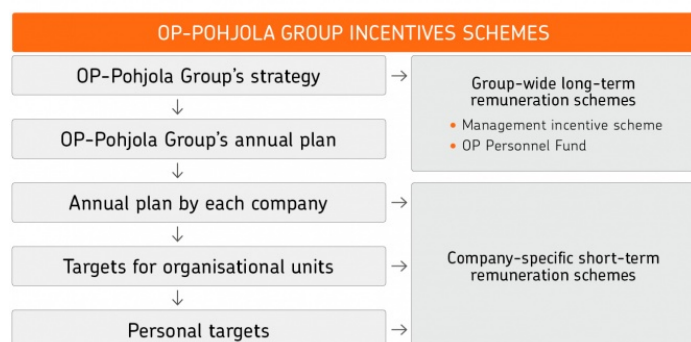 OP-POHJOLA GROUP INCENTIVES SCHEMES
OP-Pohjola Group's strategy
Group-wide long-term
remuneration schemes
• Management incentive scheme
• OP Personnel Fund
OP-Pohjola Group's annual plan
Annual plan by each company
Targets for organisational units
Personal targets
Company-specific short-term
remuneration schemes